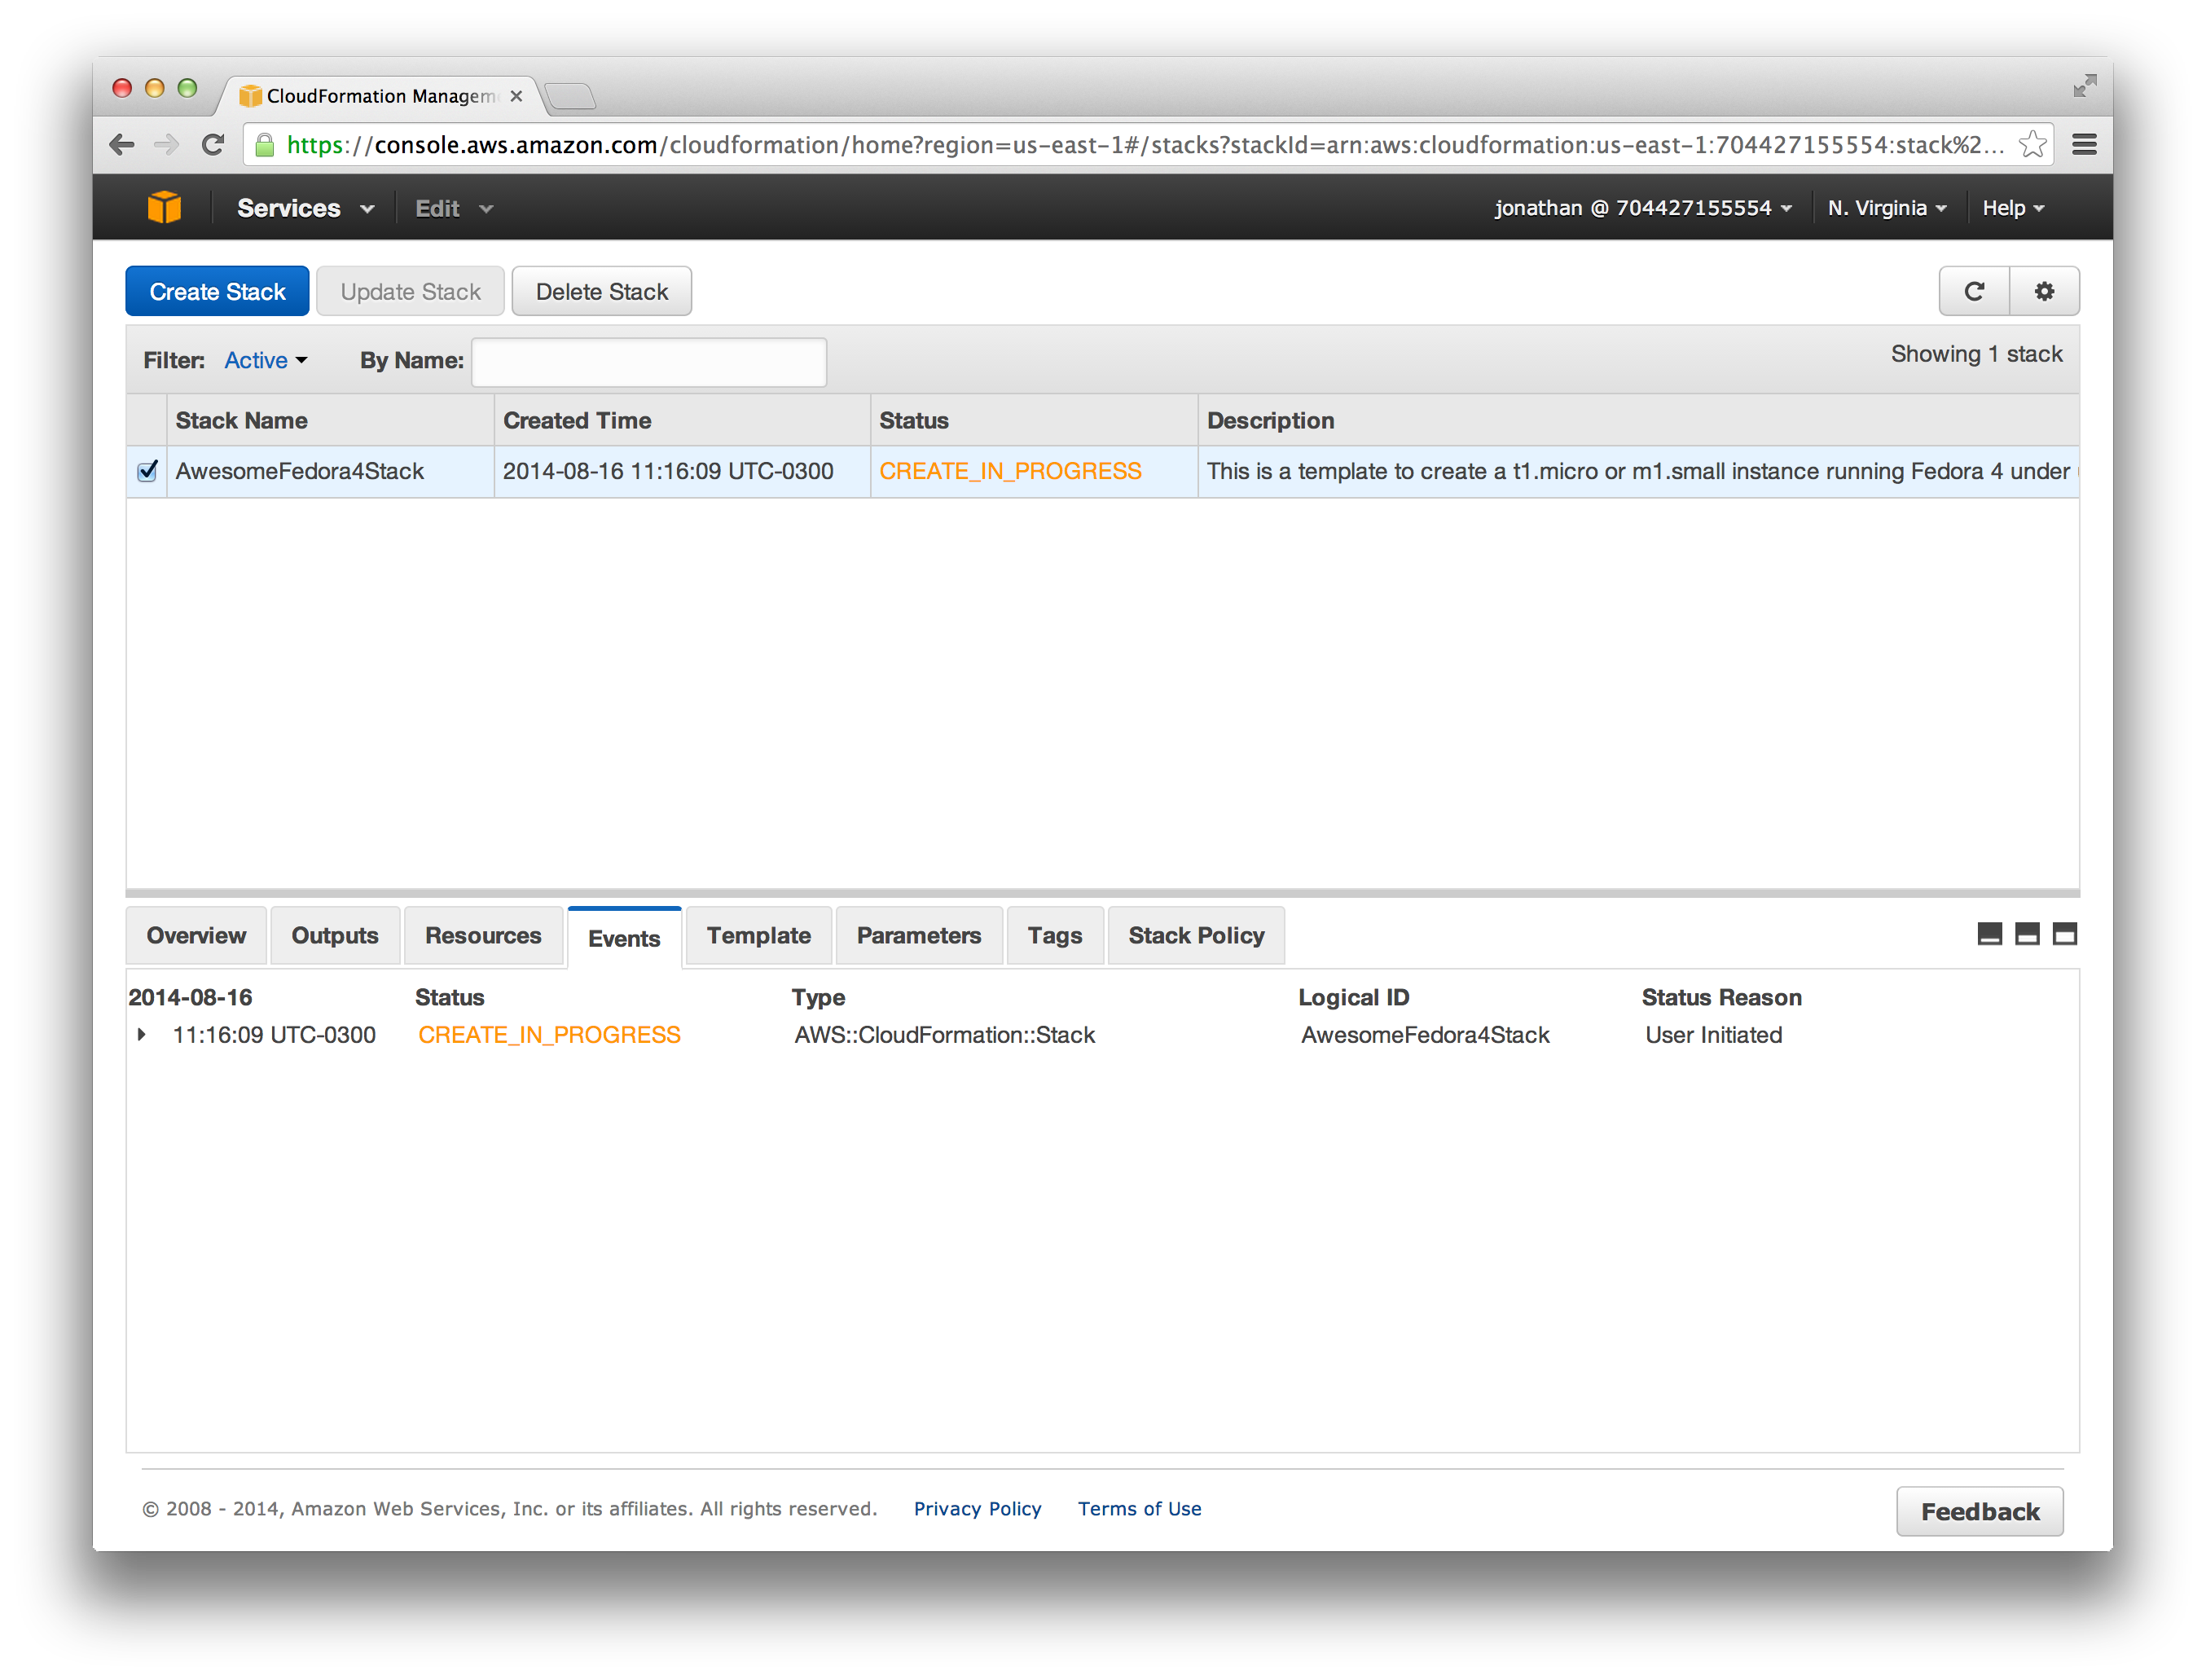 CloudFormation Managem
https://console.aws.amazon.com/cloudformation/home?region=us-east-1#/stacks?stackId=arn:aws:cloudformation:us-east-1:704427155554:stack%2...
Services Edit jonathan @ 704427155554 N. Virginia Help
Create Stack Update Stack Delete Stack
Filter: Active By Name: Showing 1 stack
Stack Name Created Time Status Description
AwesomeFedora4Stack 2014-08-16 11:16:09 UTC-0300 CREATE_IN_PROGRESS This is a template to create a t1.micro or m1.small instance running Fedora 4 under
Overview Outputs Resources Events Template Parameters Tags Stack Policy
2014-08-16 Status Type Logical ID Status Reason
11:16:09 UTC-0300 CREATE_IN_PROGRESS AWS::CloudFormation::Stack AwesomeFedora4Stack User Initiated
© 2008 - 2014, Amazon Web Services, Inc. or its affiliates. All rights reserved. Privacy Policy Terms of Use Feedback